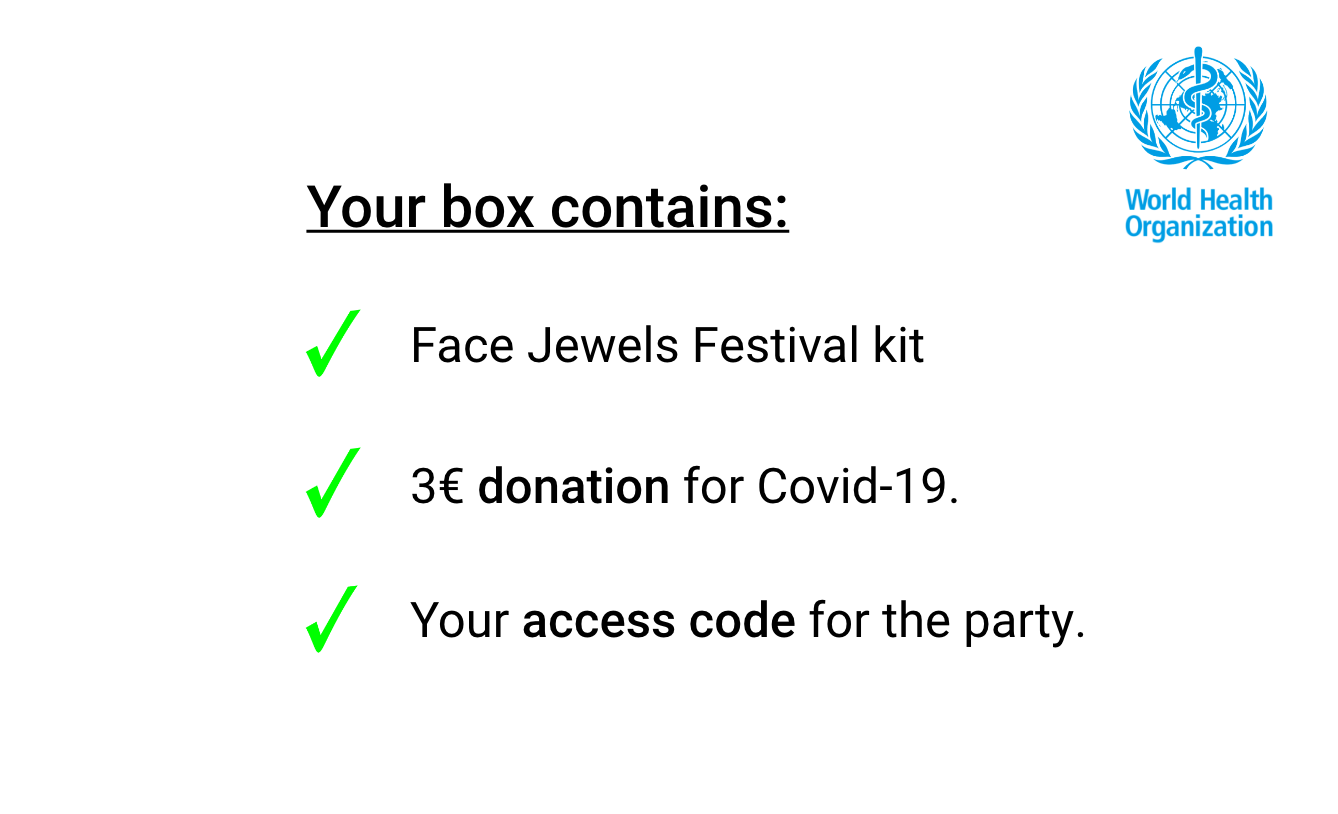 World Health
Organization
Your box contains:
Face Jewels Festival kit
3€ donation for Covid-19.
Your access code for the party.